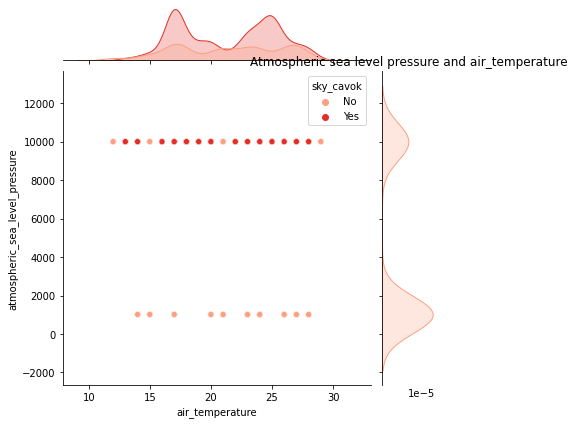 Atmospheric sea level pressure and air_temperature
sky_cavok
No
Yes
atmospheric_sea_level_pressure
12000
10000
8000
6000
4000
2000
0
−2000
10 15 20 25 30
air_temperature
1e−5